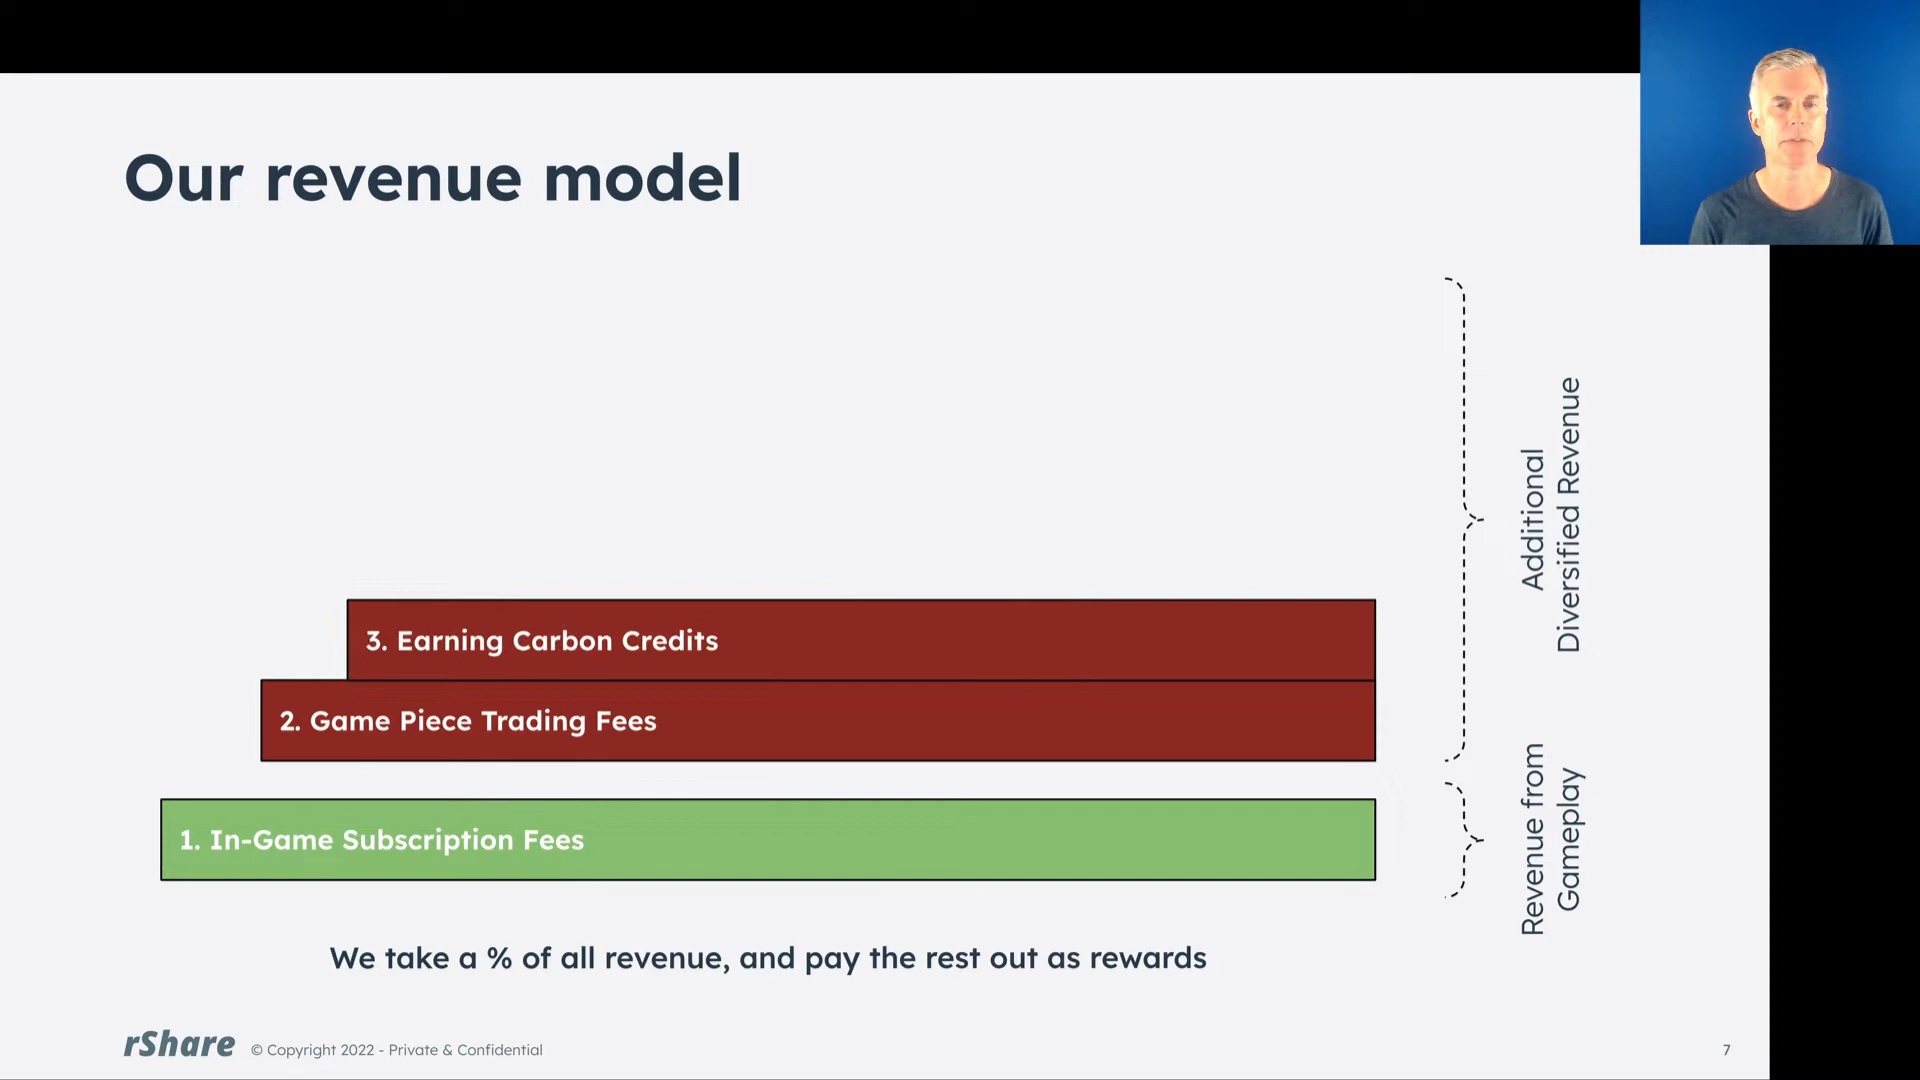 Our revenue model
3. Earning Carbon Credits
2. Game Piece Trading Fees
1. In-Game Subscription Fees
Additional
Diversified Revenue
Revenue from
Gameplay
We take a % of all revenue, and pay the rest out as rewards
rShare © Copyright 2022 - Private & Confidential
7